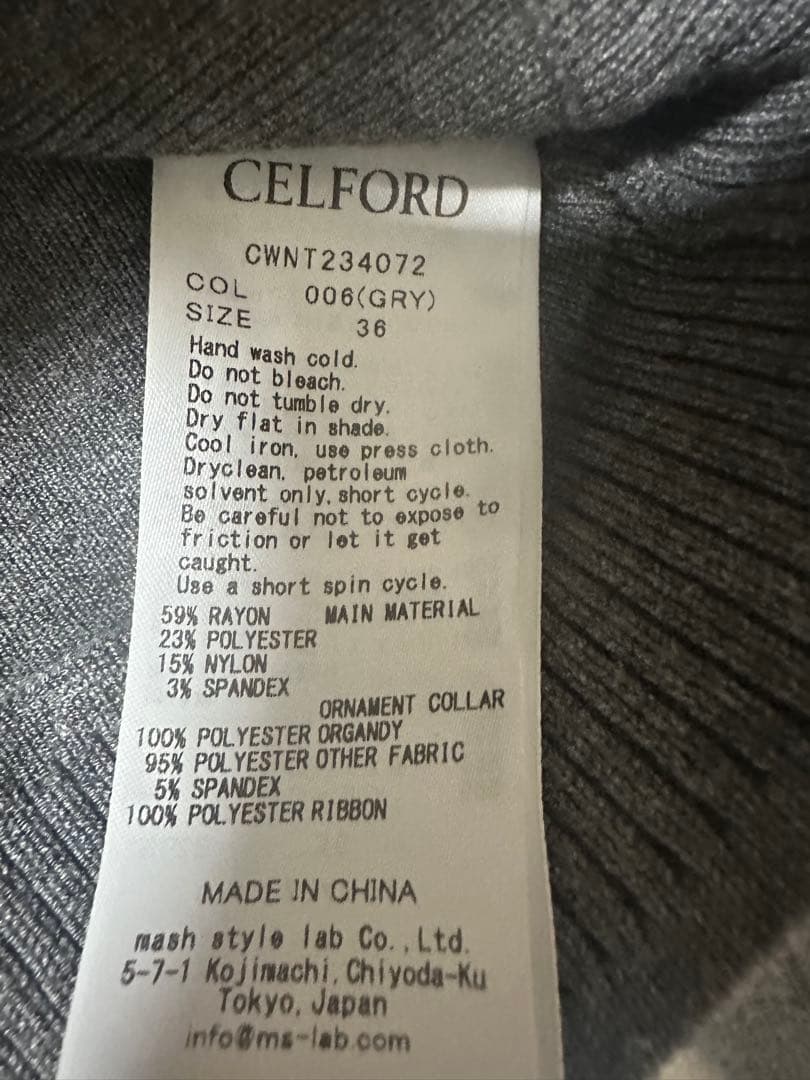 CELFORD
CWNT234072
COL 006(GRY)
SIZE 36
Hand wash cold.
Do not bleach.
Do not tumble dry.
Dry flat in shade.
Cool iron, use press cloth.
Dryclean, petroleum
solvent only, short cycle.
Be careful not to expose to
friction or let it get
caught.
Use a short spin cycle.
59% RAYON MAIN MATERIAL
23% POLYESTER
15% NYLON
3% SPANDEX
ORNAMENT COLLAR
100% POLYESTER ORGANDY
95% POLYESTER OTHER FABRIC
5% SPANDEX
100% POLYESTER RIBBON
MADE IN CHINA
mash style lab Co.,Ltd.
5-7-1 Kojimachi, Chiyoda-Ku
Tokyo, Japan
info@ms-lab.com